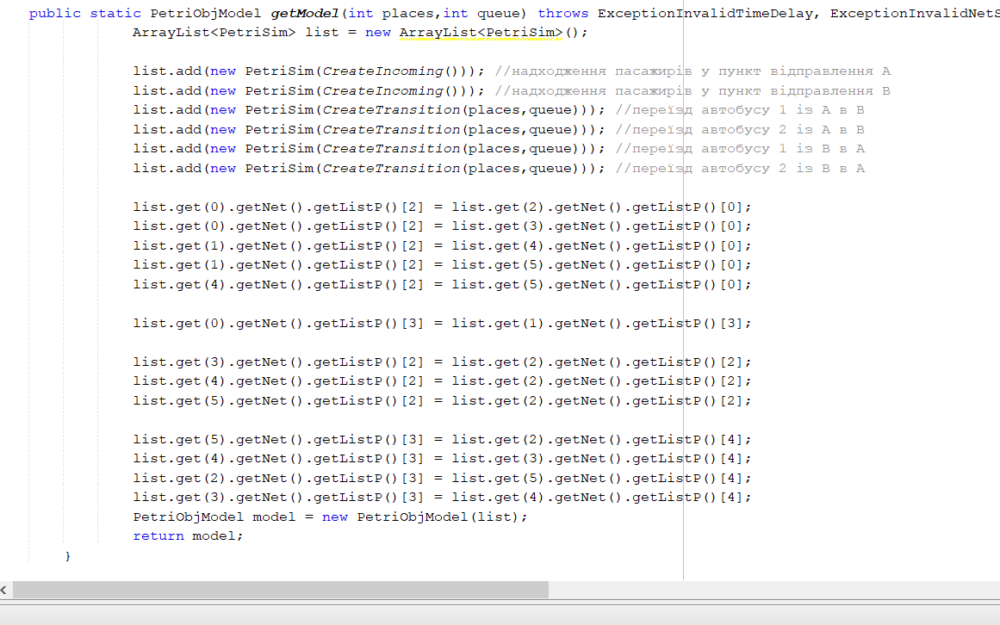 public static PetriObjModel getModel(int places,int queue) throws ExceptionInvalidTimeDelay, ExceptionInvalidNetS
ArrayList<PetriSim> list = new ArrayList<PetriSim>();
list.add(new PetriSim(CreateIncoming())); //надходження пасажирів у пункт відправлення А
list.add(new PetriSim(CreateIncoming())); //надходження пасажирів у пункт відправлення В
list.add(new PetriSim(CreateTransition(places,queue))); //переїзд автобусу 1 із А в В
list.add(new PetriSim(CreateTransition(places,queue))); //переїзд автобусу 2 із А в В
list.add(new PetriSim(CreateTransition(places,queue))); //переїзд автобусу 1 із В в А
list.add(new PetriSim(CreateTransition(places,queue))); //переїзд автобусу 2 із В в А
list.get(0).getNet().getListP()[2] = list.get(2).getNet().getListP()[0];
list.get(0).getNet().getListP()[2] = list.get(3).getNet().getListP()[0];
list.get(1).getNet().getListP()[2] = list.get(4).getNet().getListP()[0];
list.get(1).getNet().getListP()[2] = list.get(5).getNet().getListP()[0];
list.get(4).getNet().getListP()[2] = list.get(5).getNet().getListP()[0];
list.get(0).getNet().getListP()[3] = list.get(1).getNet().getListP()[3];
list.get(3).getNet().getListP()[2] = list.get(2).getNet().getListP()[2];
list.get(4).getNet().getListP()[2] = list.get(2).getNet().getListP()[2];
list.get(5).getNet().getListP()[2] = list.get(2).getNet().getListP()[2];
list.get(5).getNet().getListP()[3] = list.get(2).getNet().getListP()[4];
list.get(4).getNet().getListP()[3] = list.get(3).getNet().getListP()[4];
list.get(2).getNet().getListP()[3] = list.get(5).getNet().getListP()[4];
list.get(3).getNet().getListP()[3] = list.get(4).getNet().getListP()[4];
PetriObjModel model = new PetriObjModel(list);
return model;
}